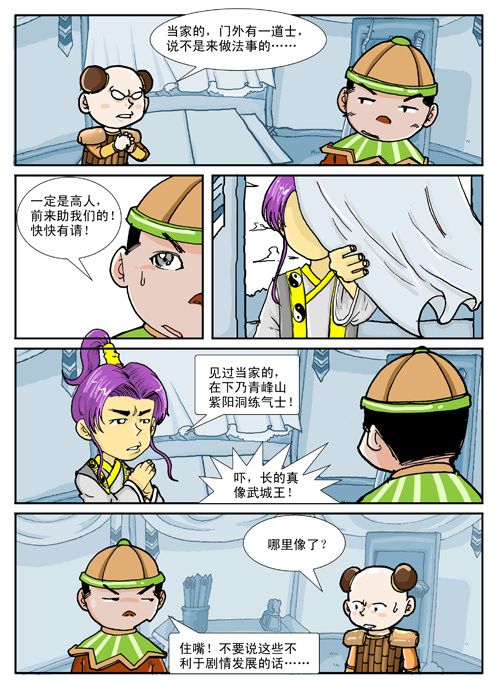 当家的，门外有一道士，
说不是来做法事的……
一定是高人，
前来助我们的！
快快有请！
见过当家的，
在下乃青峰山
紫阳洞练气士！
吓，长的真
像武城王！
哪里像了？
住嘴！不要说这些不
利于剧情发展的话……